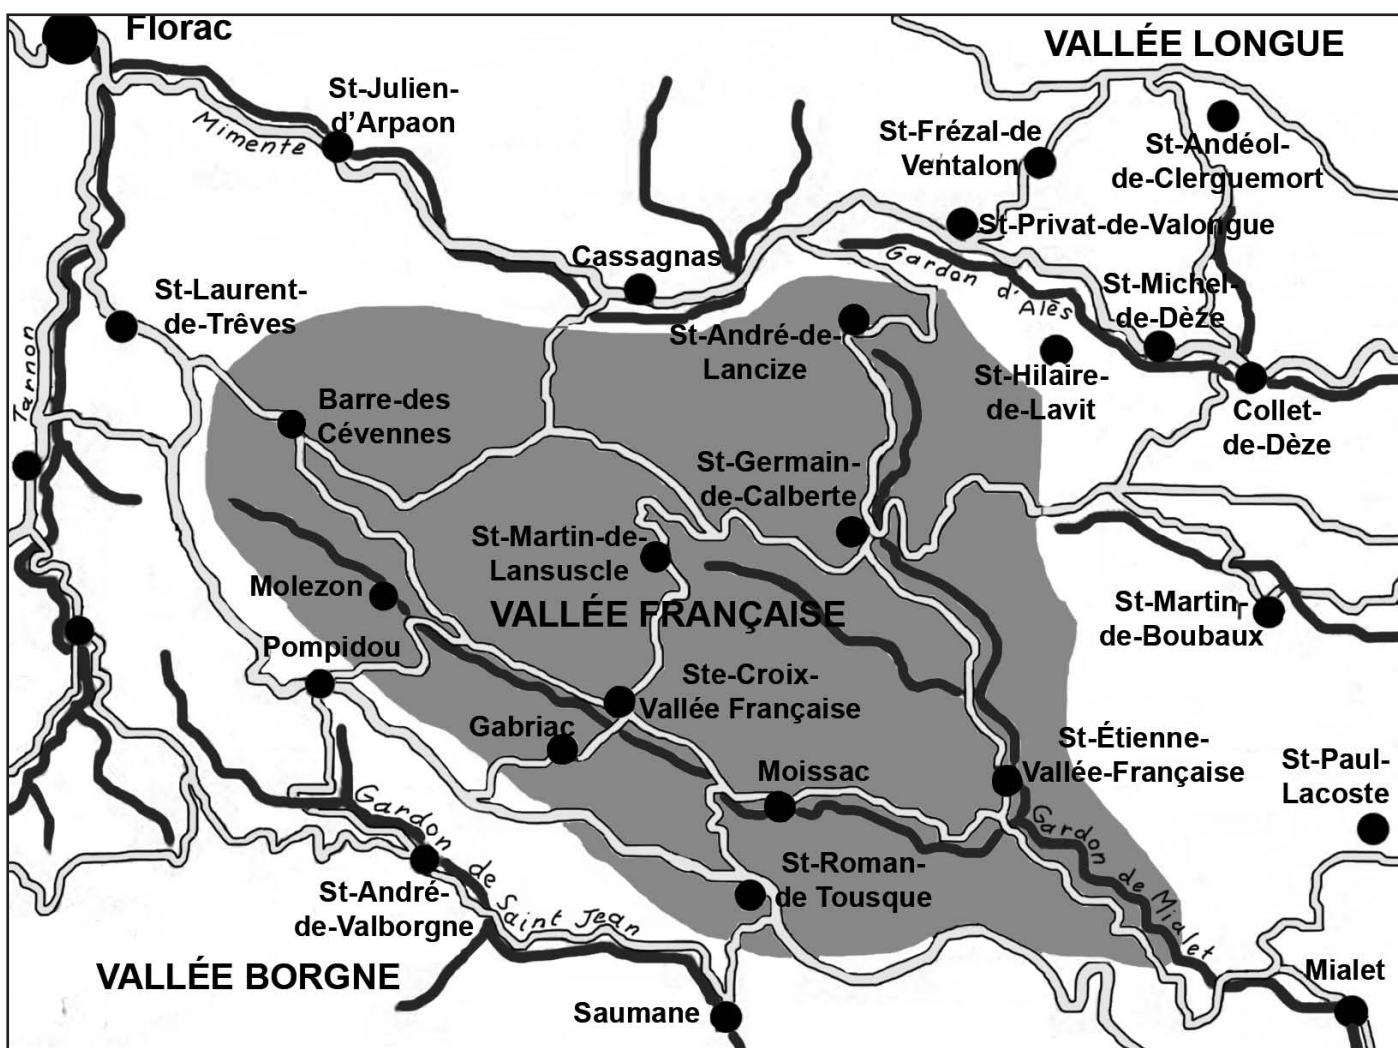 Florac
VALLÉE LONGUE
St-Julien-
d'Arpaon
Mimente
St-Frézal-de
Ventalon
St-Andéol-
de-Clerguemort
St-Privat-de-Valongue
Cassagnas
Gardon d'Alès
St-Michel-
de-Dèze
St-Laurent-
de-Trêves
St-André-de-
Lancize
St-Hilaire-
de-Lavit
Tarnon
Barre-des
Cévennes
Collet-
de-Dèze
St-Germain-
de-Calberte
St-Martin-de-
Lansuscle
Molezon
VALLÉE FRANÇAISE
St-Martin-
de-Boubaux
Pompidou
Ste-Croix-
Vallée Française
Gabriac
St-Étienne-
Vallée-Française
St-Paul-
Lacoste
Moissac
Gardon de Saint Jean
Gardon de Mialet
St-Roman-
de Tousque
St-André-
de-Valborgne
VALLÉE BORGNE
Mialet
Saumane